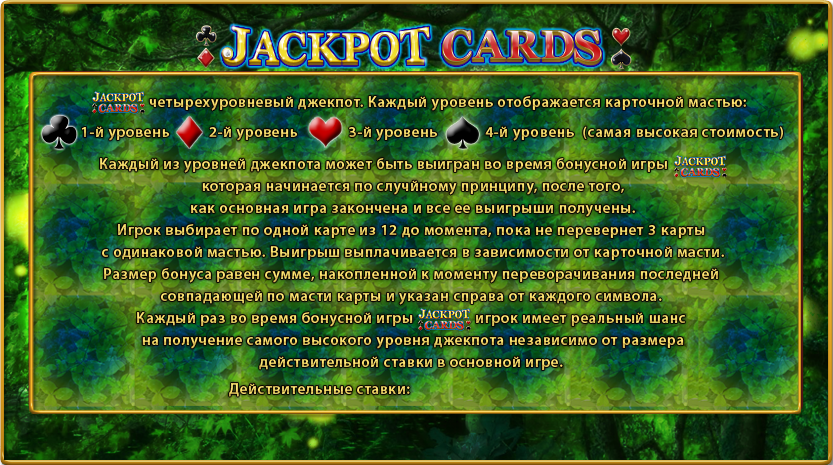 JACKPOT CARDS
JACKPOT CARDS четырехуровневый джекпот. Каждый уровень отображается карточной мастью:
1-й уровень 2-й уровень 3-й уровень 4-й уровень (самая высокая стоимость)
Каждый из уровней джекпота может быть выигран во время бонусной игры JACKPOT CARDS
которая начинается по случйному принципу, после того,
как основная игра закончена и все ее выигрыши получены.
Игрок выбирает по одной карте из 12 до момента, пока не перевернет 3 карты
с одинаковой мастью. Выигрыш выплачивается в зависимости от карточной масти.
Размер бонуса равен сумме, накопленной к моменту переворачивания последней
совпадающей по масти карты и указан справа от каждого символа.
Каждый раз во время бонусной игры JACKPOT CARDS игрок имеет реальный шанс
на получение самого высокого уровня джекпота независимо от размера
действительной ставки в основной игре.
Действительные ставки: